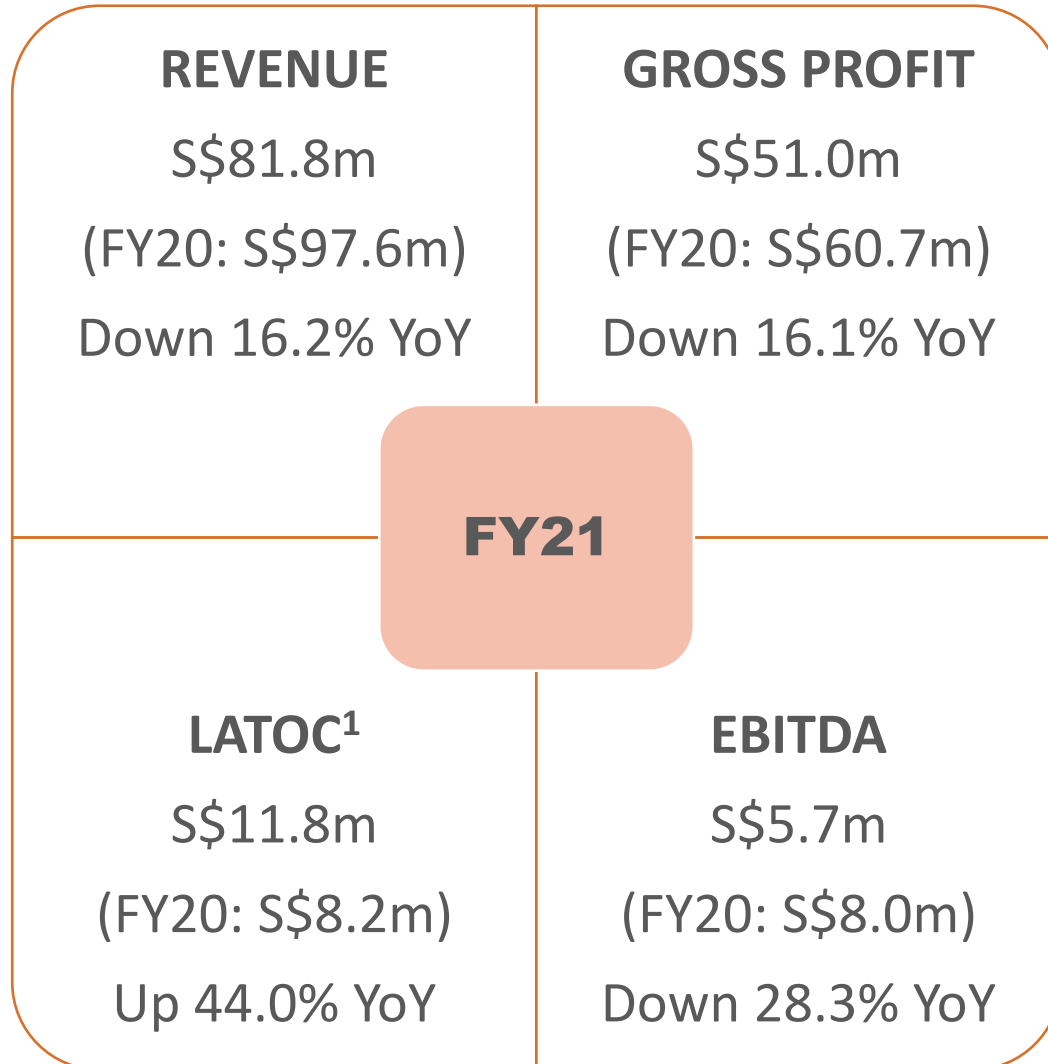 REVENUE
S$81.8m
(FY20: S$97.6m)
Down 16.2% YoY
GROSS PROFIT
S$51.0m
(FY20: S$60.7m)
Down 16.1% YoY
FY21
LATOC¹
S$11.8m
(FY20: S$8.2m)
Up 44.0% YoY
EBITDA
S$5.7m
(FY20: S$8.0m)
Down 28.3% YoY